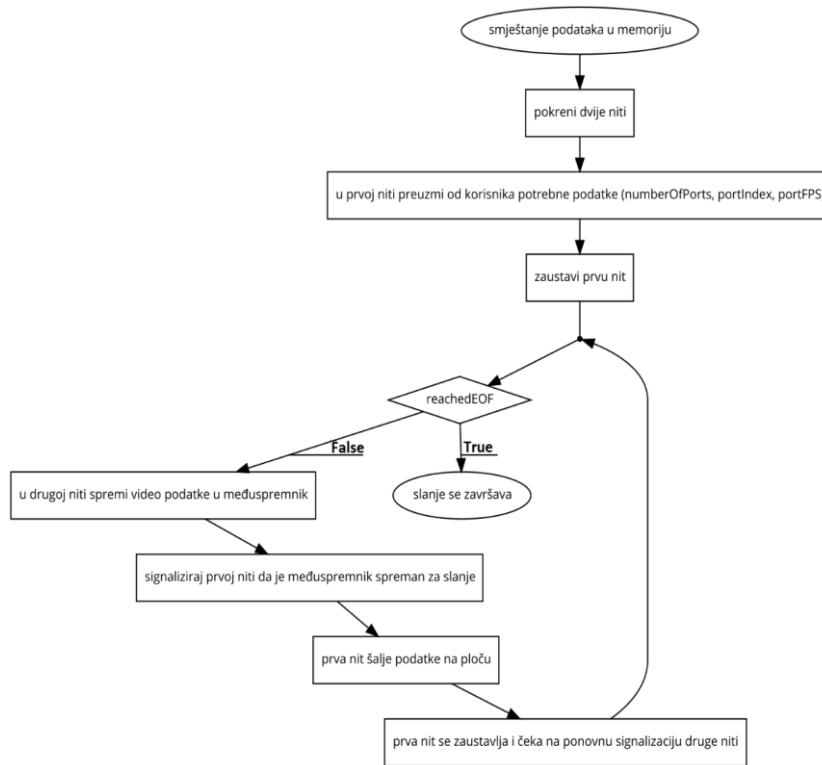 smještanje podataka u memoriju
pokreni dvije niti
u prvoj niti preuzmi od korisnika potrebne podatke (numberOfPorts, portIndex, portFPS)
zaustavi prvu nit
reachedEOF
False
True
u drugoj niti spremi video podatke u međuspremnik
slanje se završava
signaliziraj prvoj niti da je međuspremnik spreman za slanje
prva nit šalje podatke na ploču
prva nit se zaustavlja i čeka na ponovnu signalizaciju druge niti